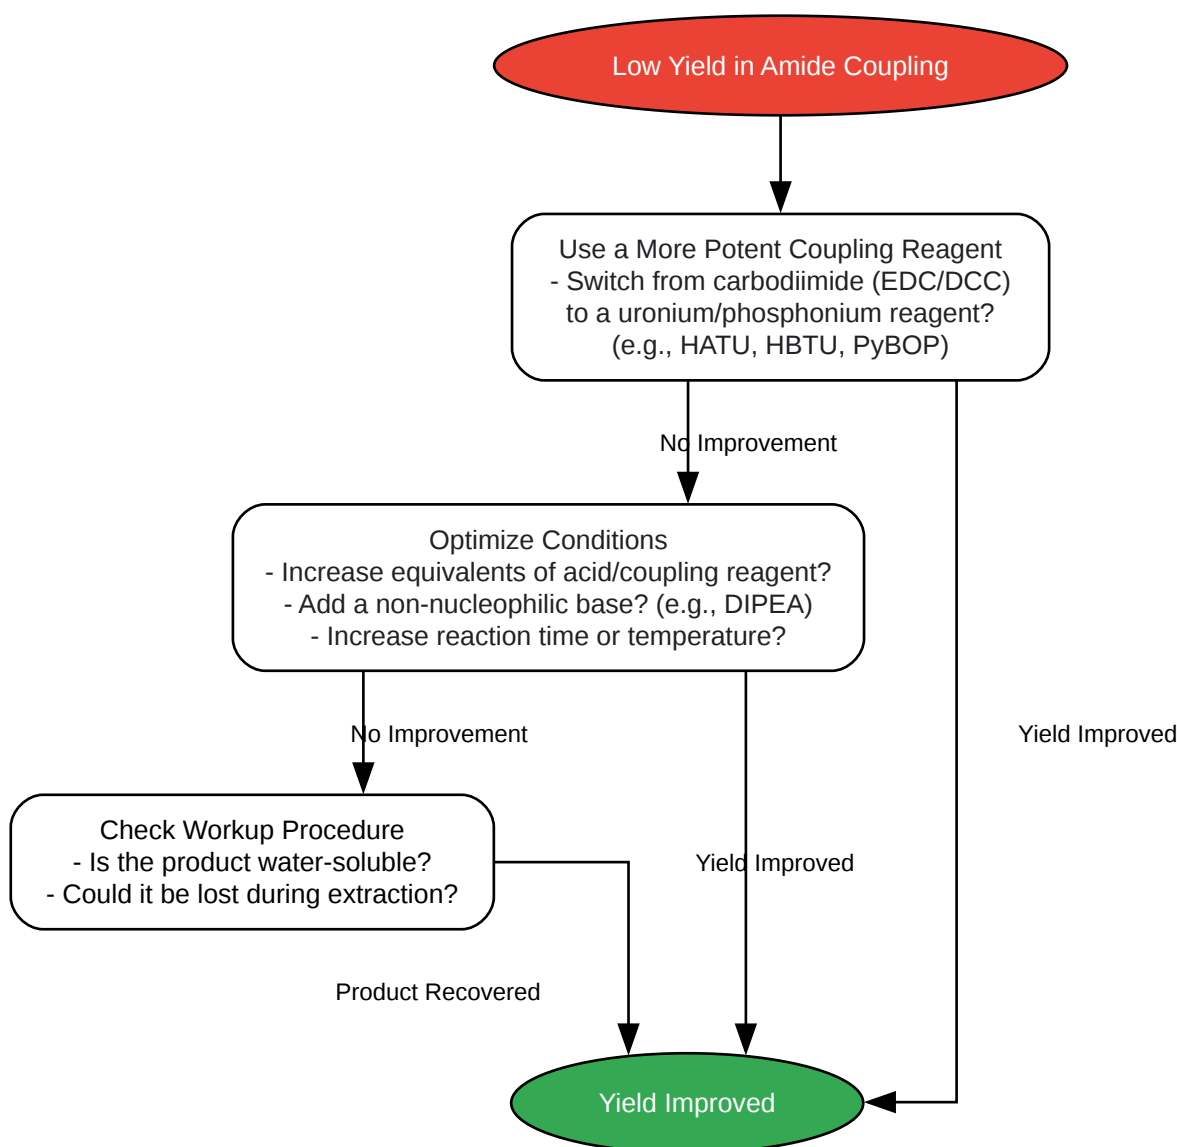 Low Yield in Amide Coupling
Use a More Potent Coupling Reagent
- Switch from carbodiimide (EDC/DCC)
to a uronium/phosphonium reagent?
(e.g., HATU, HBTU, PyBOP)
No Improvement
Optimize Conditions
- Increase equivalents of acid/coupling reagent?
- Add a non-nucleophilic base? (e.g., DIPEA)
- Increase reaction time or temperature?
No Improvement
Yield Improved
Check Workup Procedure
- Is the product water-soluble?
- Could it be lost during extraction?
Yield Improved
Product Recovered
Yield Improved